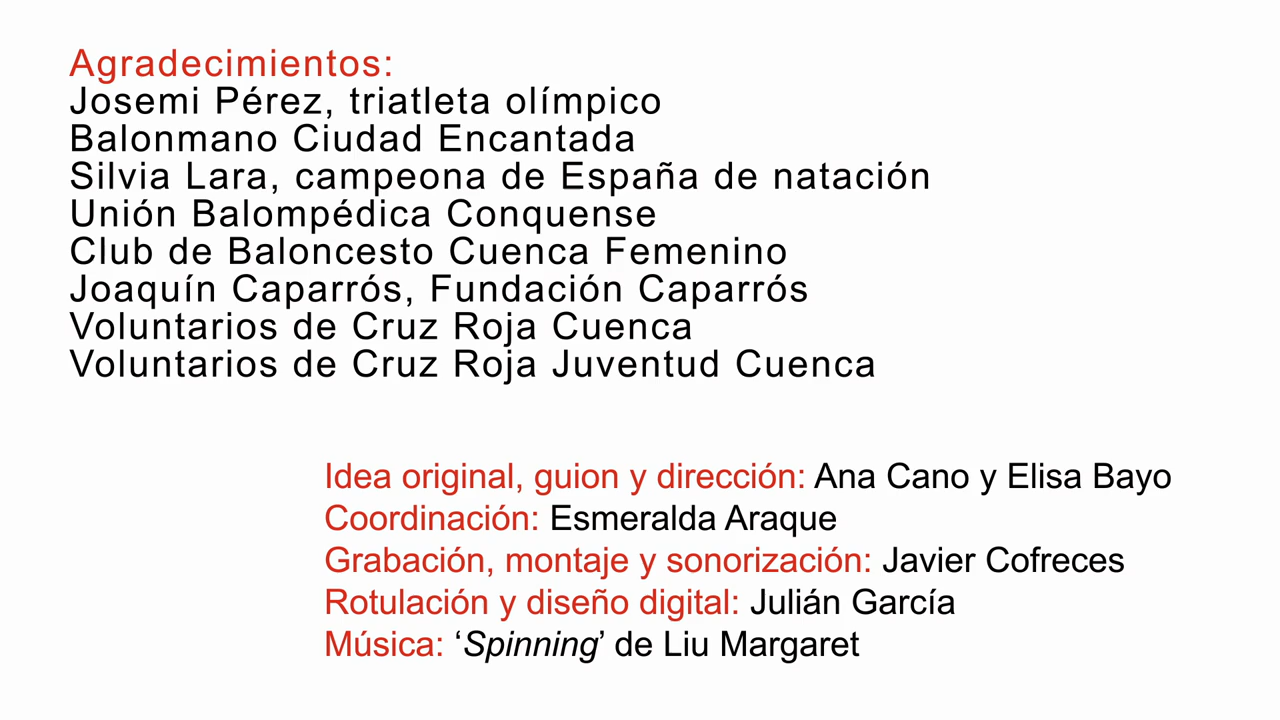 Agradecimientos:
Josemi Pérez, triatleta olímpico
Balonmano Ciudad Encantada
Silvia Lara, campeona de España de natación
Unión Balompédica Conquense
Club de Baloncesto Cuenca Femenino
Joaquín Caparrós, Fundación Caparrós
Voluntarios de Cruz Roja Cuenca
Voluntarios de Cruz Roja Juventud Cuenca
Idea original, guion y dirección: Ana Cano y Elisa Bayo
Coordinación: Esmeralda Araque
Grabación, montaje y sonorización: Javier Cofreces
Rotulación y diseño digital: Julián García
Música: ‘Spinning’ de Liu Margaret